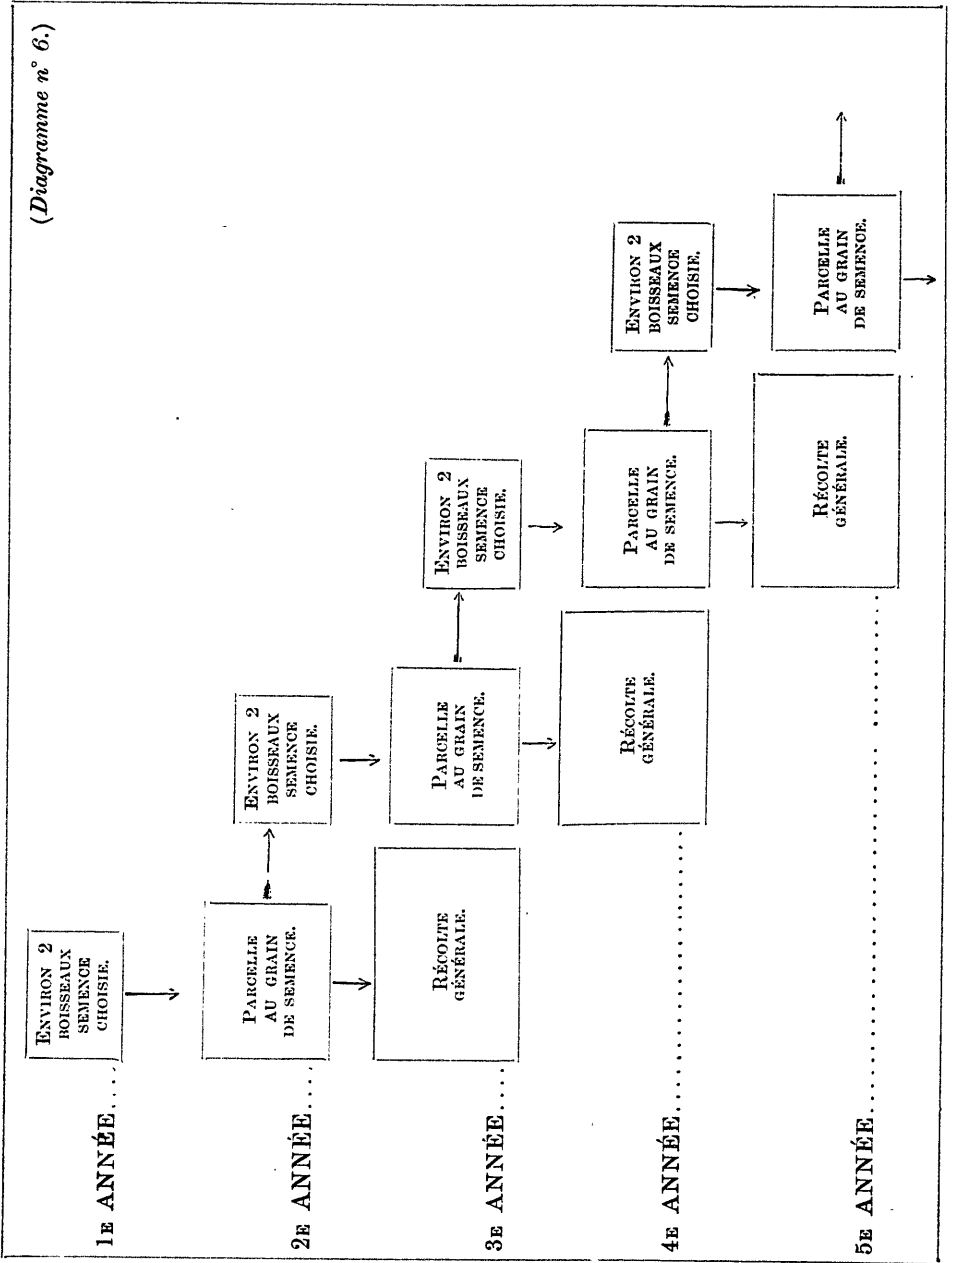 (Diagramme n° 6.)
1E ANNÉE....
ENVIRON 2
BOISSEAUX
SEMENCE
CHOISIE.
2E ANNÉE....
PARCELLE
AU GRAIN
DE SEMENCE.
ENVIRON 2
BOISSEAUX
SEMENCE
CHOISIE.
3E ANNÉE....
RÉCOLTE
GÉNÉRALE.
PARCELLE
AU GRAIN
DE SEMENCE.
ENVIRON 2
BOISSEAUX
SEMENCE
CHOISIE.
4E ANNÉE....
RÉCOLTE
GÉNÉRALE.
PARCELLE
AU GRAIN
DE SEMENCE.
ENVIRON 2
BOISSEAUX
SEMENCE
CHOISIE.
5E ANNÉE....
RÉCOLTE
GÉNÉRALE.
PARCELLE
AU GRAIN
DE SEMENCE.